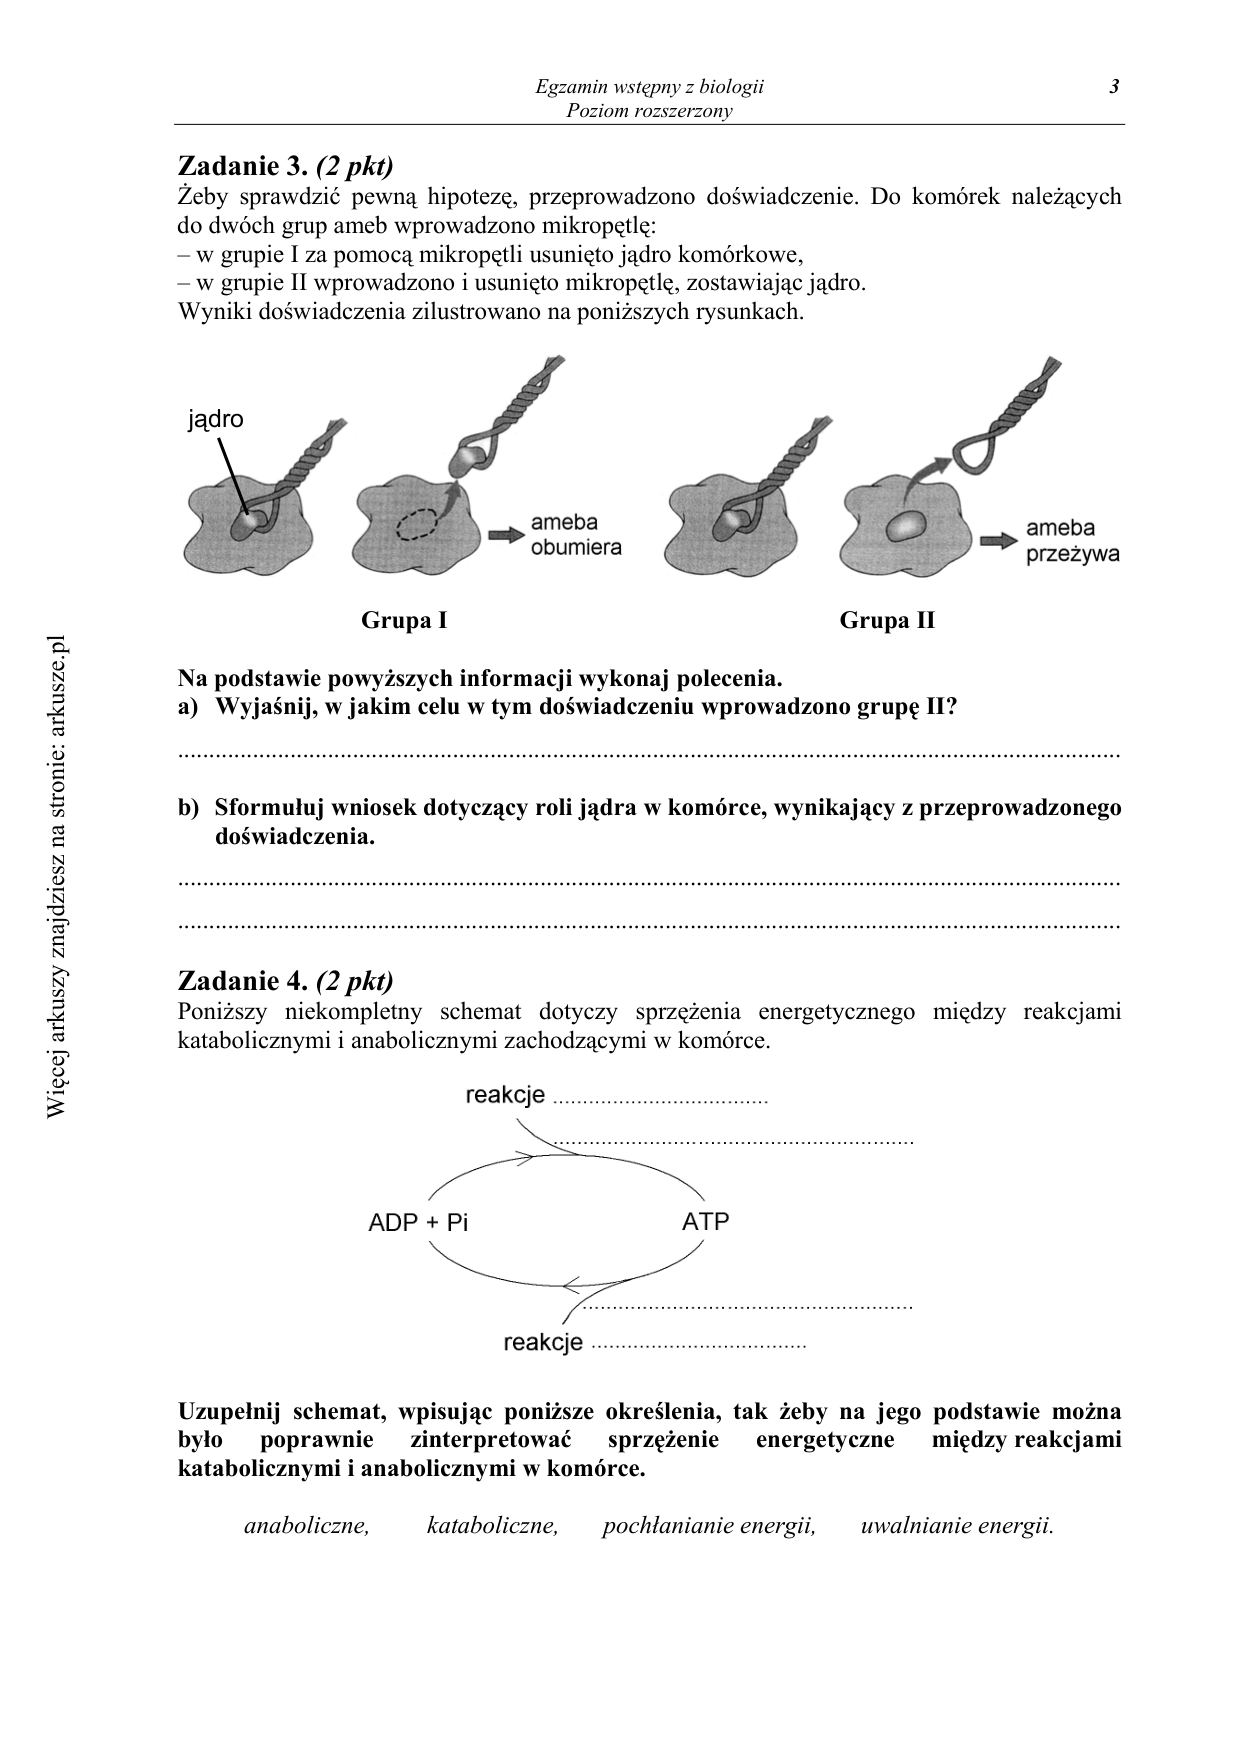 Egzamin wstępny z biologii
Poziom rozszerzony
3
Zadanie 3. (2 pkt)
Żeby sprawdzić pewną hipotezę, przeprowadzono doświadczenie. Do komórek należących
do dwóch grup ameb wprowadzono mikropętlę:
– w grupie I za pomocą mikropętli usunięto jądro komórkowe,
– w grupie II wprowadzono i usunięto mikropętlę, zostawiając jądro.
Wyniki doświadczenia zilustrowano na poniższych rysunkach.
jądro
ameba
obumiera
ameba
przeżywa
Grupa I
Grupa II
Na podstawie powyższych informacji wykonaj polecenia.
a) Wyjaśnij, w jakim celu w tym doświadczeniu wprowadzono grupę II?
b) Sformułuj wniosek dotyczący roli jądra w komórce, wynikający z przeprowadzonego
doświadczenia.
Zadanie 4. (2 pkt)
Poniższy niekompletny schemat dotyczy sprzężenia energetycznego między reakcjami
katabolicznymi i anabolicznymi zachodzącymi w komórce.
reakcje
ADP + Pi
ATP
reakcje
Uzupełnij schemat, wpisując poniższe określenia, tak żeby na jego podstawie można
było poprawnie zinterpretować sprzężenie energetyczne między reakcjami
katabolicznymi i anabolicznymi w komórce.
anaboliczne, kataboliczne, pochłanianie energii, uwalnianie energii.
Więcej arkuszy znajdziesz na stronie: arkusze.pl